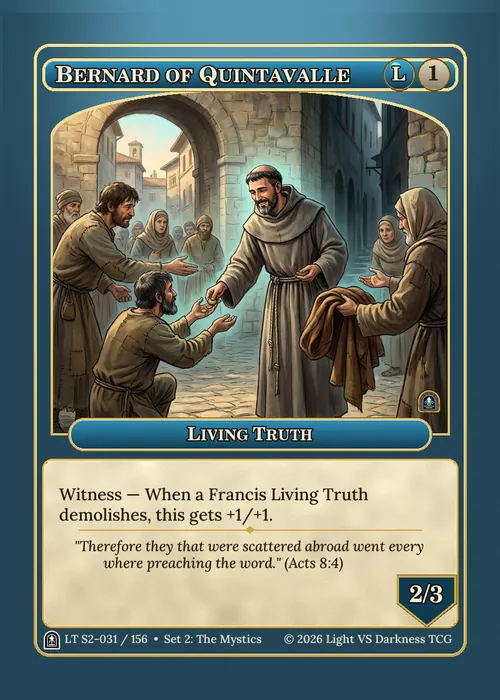 Bernard of Quintavalle L 1
Living Truth
Witness — When a Francis Living Truth
demolishes, this gets +1/+1.
"Therefore they that were scattered abroad went every
where preaching the word." (Acts 8:4)
2/3
LT S2-031 / 156 • Set 2: The Mystics © 2026 Light VS Darkness TCG